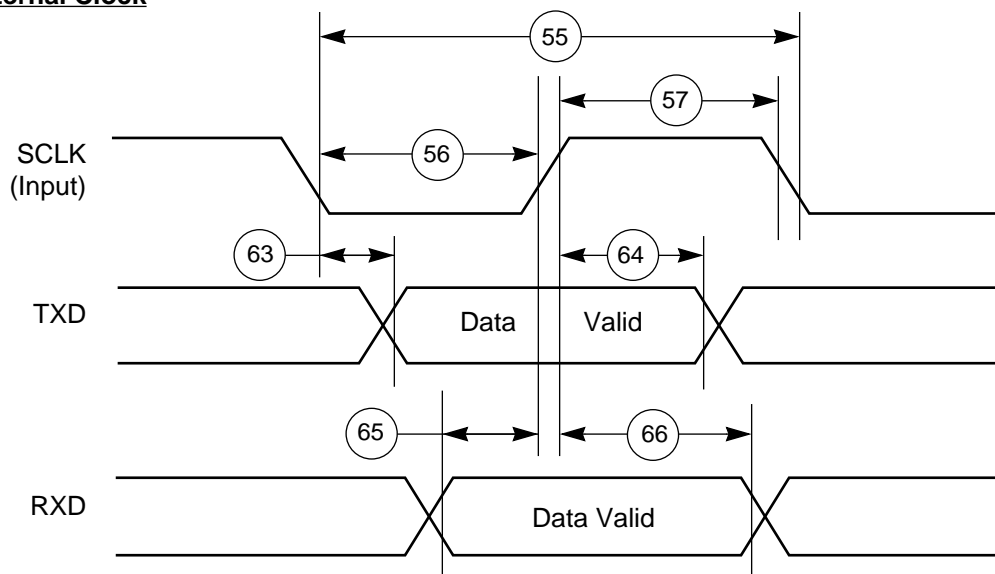 55
57
56
SCLK
(Input)
63
64
TXD
Data Valid
65
66
RXD
Data Valid